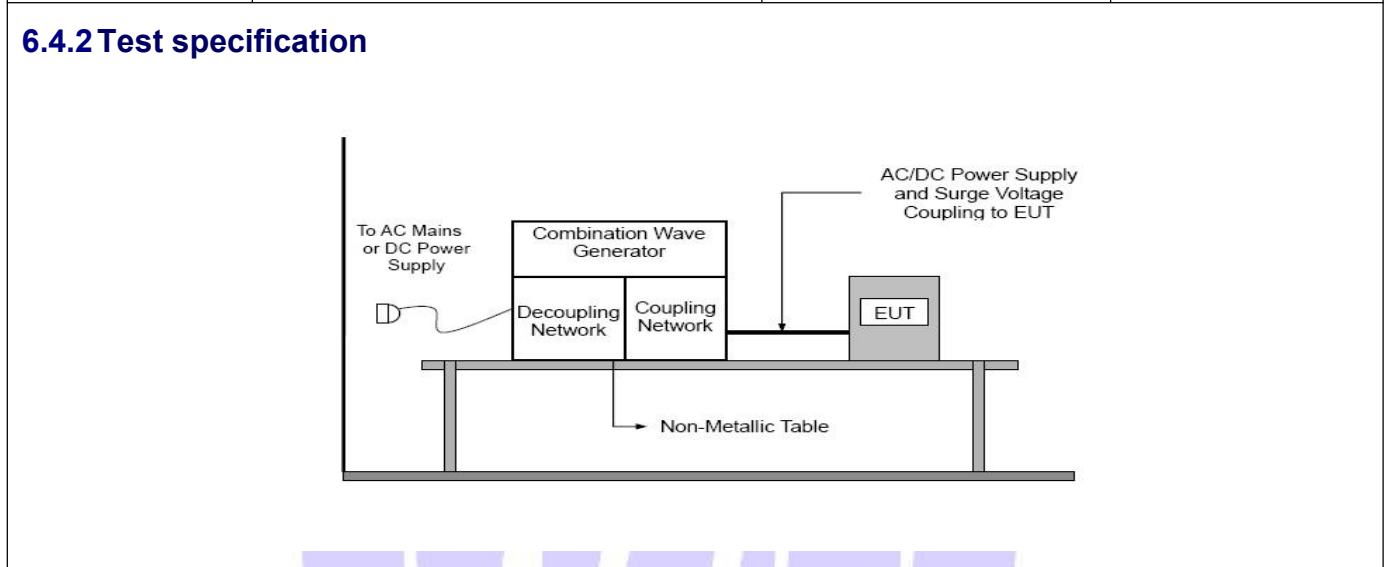 6.4.2 Test specification
AC/DC Power Supply
and Surge Voltage
Coupling to EUT
To AC Mains
or DC Power
Supply
Combination Wave
Generator
Decoupling
Network
Coupling
Network
EUT
Non-Metallic Table